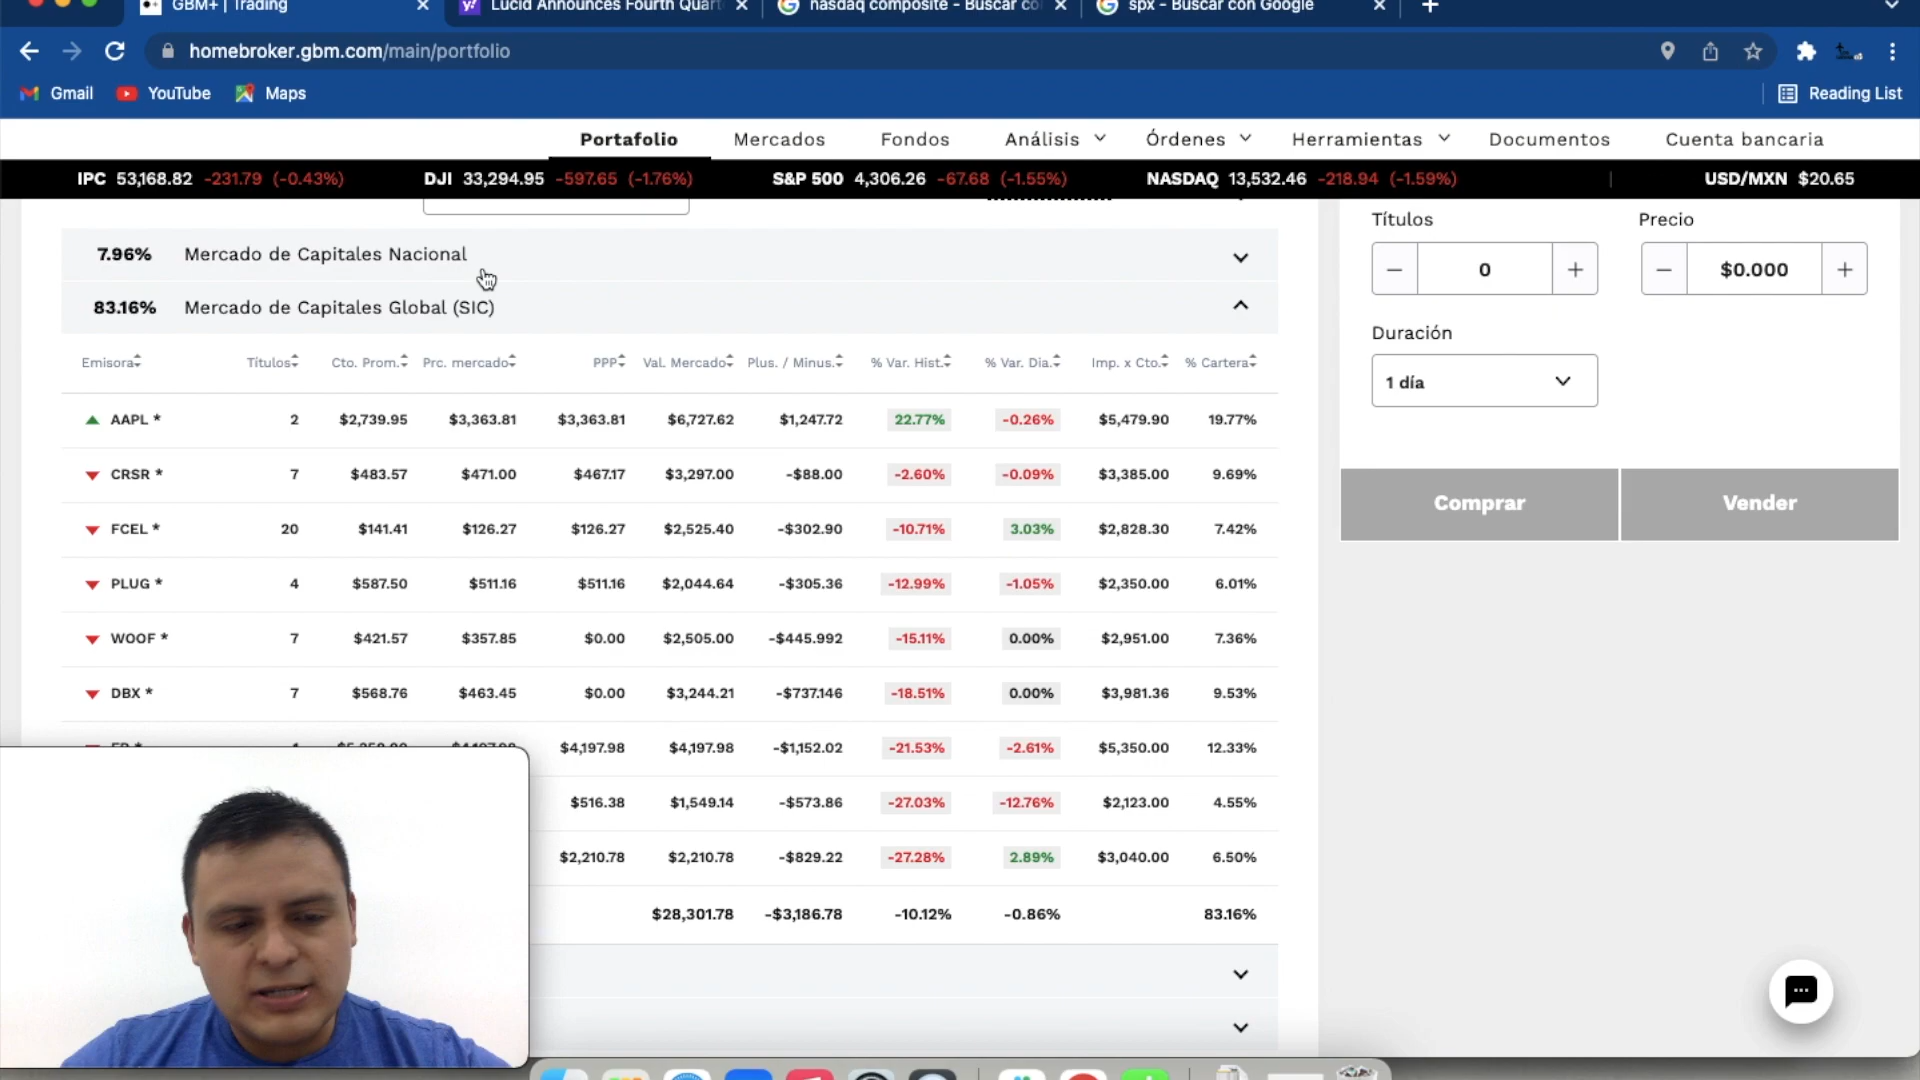 GBM+ | Trading
Lucid Announces Fourth Quart
nasdaq composite - Buscar co
spx - Buscar con Google
homebroker.gbm.com/main/portfolio
Gmail YouTube Maps Reading List
Portafolio Mercados Fondos Análisis Órdenes Herramientas Documentos Cuenta bancaria
IPC 53,168.82 -231.79 (-0.43%) DJI 33,294.95 -597.65 (-1.76%) S&P 500 4,306.26 -67.68 (-1.55%) NASDAQ 13,532.46 -218.94 (-1.59%) USD/MXN $20.65
7.96% Mercado de Capitales Nacional
83.16% Mercado de Capitales Global (SIC)
Emisora Títulos Cto. Prom. Prc. mercado PPP Val. Mercado Plus. / Minus. % Var. Hist. % Var. Dia. Imp. x Cto. % Cartera
AAPL * 2 $2,739.95 $3,363.81 $3,363.81 $6,727.62 $1,247.72 22.77% -0.26% $5,479.90 19.77%
CRSR * 7 $483.57 $471.00 $467.17 $3,297.00 -$88.00 -2.60% -0.09% $3,385.00 9.69%
FCEL * 20 $141.41 $126.27 $126.27 $2,525.40 -$302.90 -10.71% 3.03% $2,828.30 7.42%
PLUG * 4 $587.50 $511.16 $511.16 $2,044.64 -$305.36 -12.99% -1.05% $2,350.00 6.01%
WOOF * 7 $421.57 $357.85 $0.00 $2,505.00 -$445.992 -15.11% 0.00% $2,951.00 7.36%
DBX * 7 $568.76 $463.45 $0.00 $3,244.21 -$737.146 -18.51% 0.00% $3,981.36 9.53%
$4,197.98 $4,197.98 -$1,152.02 -21.53% -2.61% $5,350.00 12.33%
$516.38 $1,549.14 -$573.86 -27.03% -12.76% $2,123.00 4.55%
$2,210.78 $2,210.78 -$829.22 -27.28% 2.89% $3,040.00 6.50%
$28,301.78 -$3,186.78 -10.12% -0.86% 83.16%
Títulos Precio
− 0 + − $0.000 +
Duración
1 día
Comprar Vender